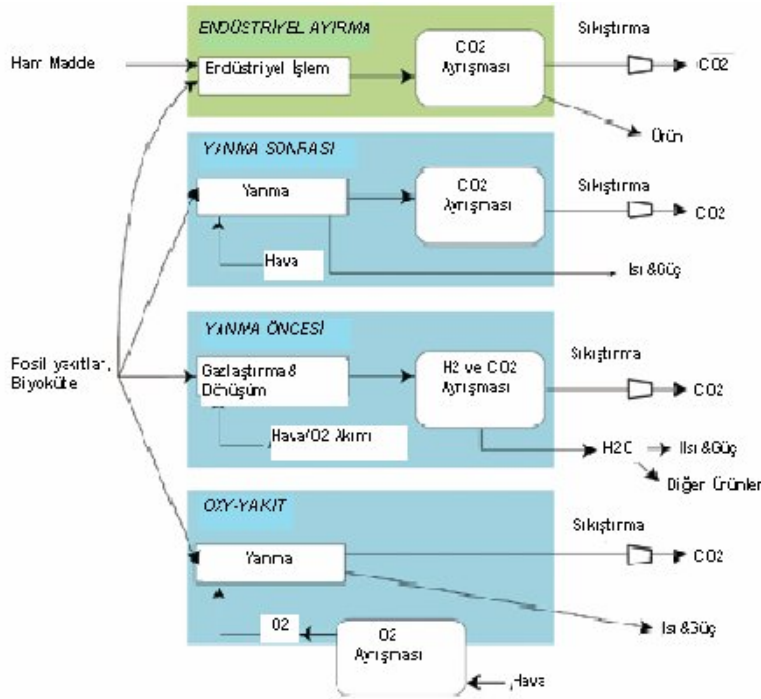 ENDÜSTRİYEL AYIRMA
Ham Madde
Endüstriyel İşlem
CO2
Ayrışması
Sıkıştırma
CO2
Ürün
YANMA SONRASI
Yanma
CO2
Ayrışması
Sıkıştırma
CO2
Hava
Isı&Güç
Fosil yakıtlar,
Biyoküte
YANMA ÖNCESİ
Gazlaştırma&
Dönüşüm
H2 ve CO2
Ayrışması
Sıkıştırma
CO2
Hava/O2 Akımı
H2O
Isı&Güç
Diğer Ürünler
OXY-YAKIT
Yanma
Sıkıştırma
CO2
O2
O2
Ayrışması
Isı&Güç
Hava